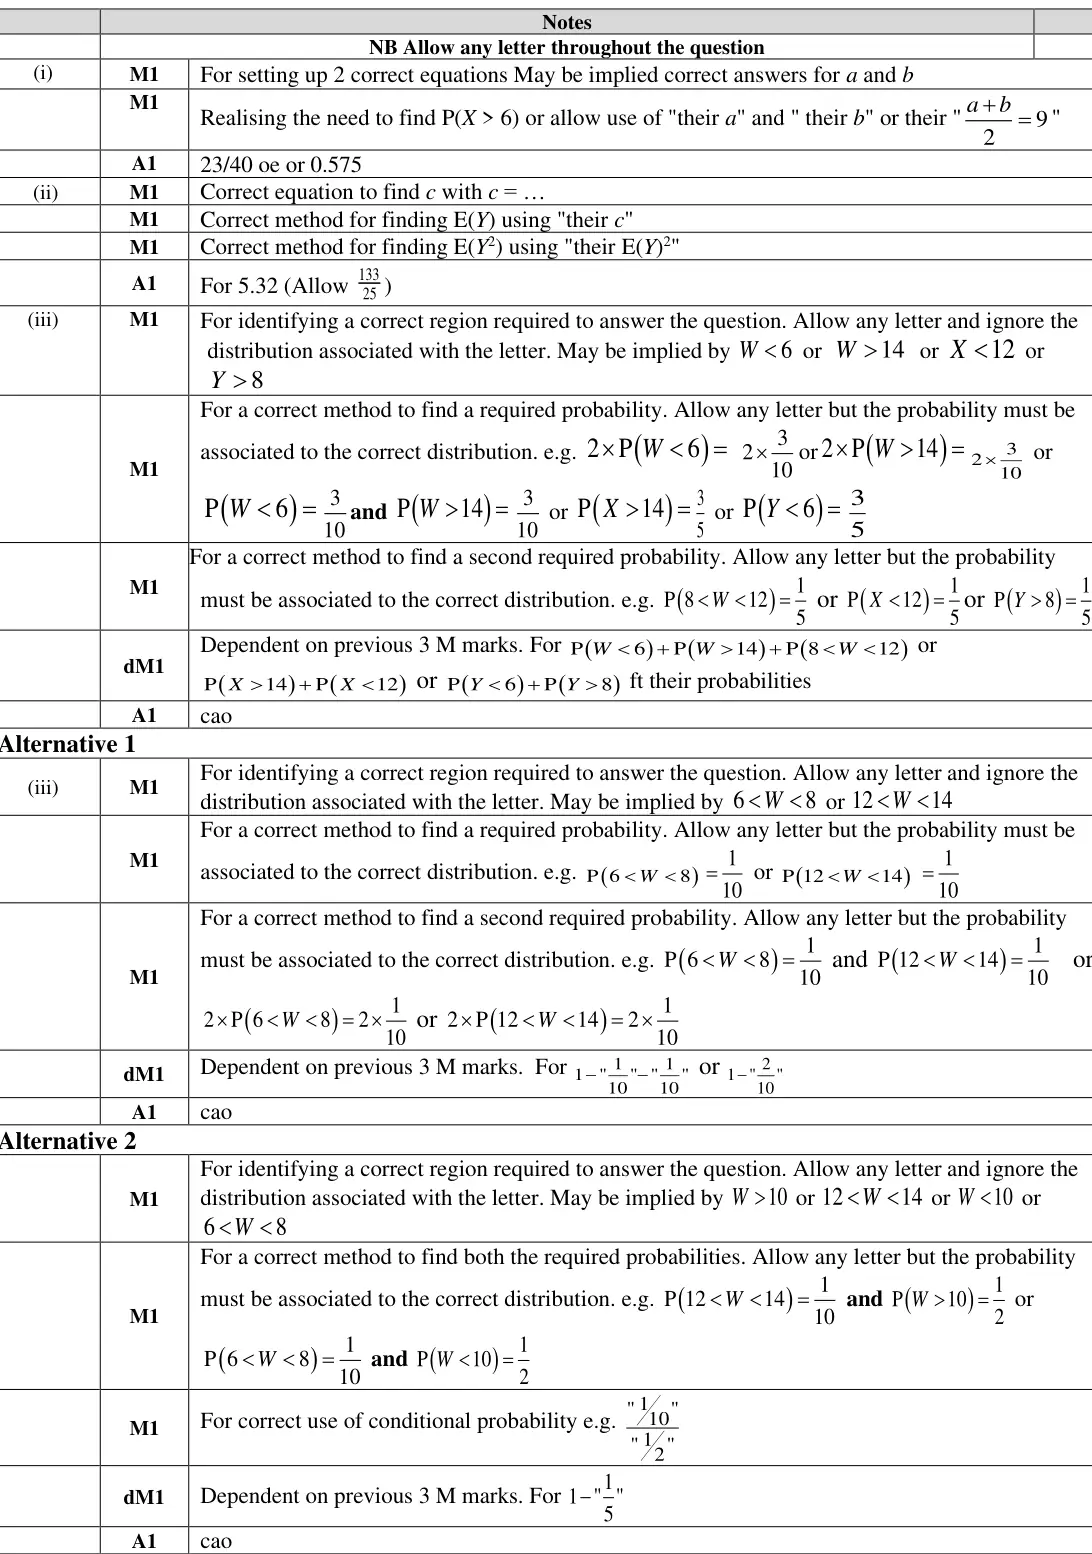 Notes
NB Allow any letter throughout the question
(i) M1 For setting up 2 correct equations May be implied correct answers for a and b
M1 Realising the need to find P(X > 6) or allow use of "their a" and " their b" or their " (a + b)/2 = 9 "
A1 23/40 oe or 0.575
(ii) M1 Correct equation to find c with c = …
M1 Correct method for finding E(Y) using "their c"
M1 Correct method for finding E(Y²) using "their E(Y)²"
A1 For 5.32 (Allow 133/25 )
(iii) M1 For identifying a correct region required to answer the question. Allow any letter and ignore the
distribution associated with the letter. May be implied by W < 6 or W > 14 or X < 12 or
Y > 8
For a correct method to find a required probability. Allow any letter but the probability must be
M1 associated to the correct distribution. e.g. 2×P(W < 6) = 2× 3/10 or 2×P(W > 14) = 2× 3/10 or
P(W < 6) = 3/10 and P(W > 14) = 3/10 or P(X > 14) = 3/5 or P(Y < 6) = 3/5
For a correct method to find a second required probability. Allow any letter but the probability
M1 must be associated to the correct distribution. e.g. P(8 < W < 12) = 1/5 or P(X < 12) = 1/5 or P(Y > 8) = 1/5
dM1 Dependent on previous 3 M marks. For P(W < 6) + P(W > 14) + P(8 < W < 12) or
P(X > 14) + P(X < 12) or P(Y < 6) + P(Y > 8) ft their probabilities
A1 cao
Alternative 1
(iii) M1 For identifying a correct region required to answer the question. Allow any letter and ignore the
distribution associated with the letter. May be implied by 6 < W < 8 or 12 < W < 14
For a correct method to find a required probability. Allow any letter but the probability must be
M1 associated to the correct distribution. e.g. P(6 < W < 8) = 1/10 or P(12 < W < 14) = 1/10
For a correct method to find a second required probability. Allow any letter but the probability
M1 must be associated to the correct distribution. e.g. P(6 < W < 8) = 1/10 and P(12 < W < 14) = 1/10 or
2×P(6 < W < 8) = 2× 1/10 or 2×P(12 < W < 14) = 2× 1/10
dM1 Dependent on previous 3 M marks. For 1 − "1/10" − "1/10" or 1 − "2/10"
A1 cao
Alternative 2
For identifying a correct region required to answer the question. Allow any letter and ignore the
M1 distribution associated with the letter. May be implied by W > 10 or 12 < W < 14 or W < 10 or
6 < W < 8
For a correct method to find both the required probabilities. Allow any letter but the probability
M1 must be associated to the correct distribution. e.g. P(12 < W < 14) = 1/10 and P(W > 10) = 1/2 or
P(6 < W < 8) = 1/10 and P(W < 10) = 1/2
M1 For correct use of conditional probability e.g. "1/10" / "1/2"
dM1 Dependent on previous 3 M marks. For 1 − "1/5"
A1 cao